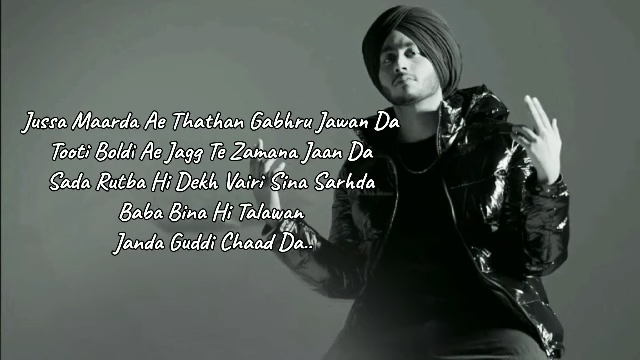 Jussa Maarda Ae Thathan Gabhru Jawan Da
Tooti Boldi Ae Jagg Te Zamana Jaan Da
Sada Rutba Hi Dekh Vairi Sina Sarhda
Baba Bina Hi Talawan
Janda Guddi Chaad Da..